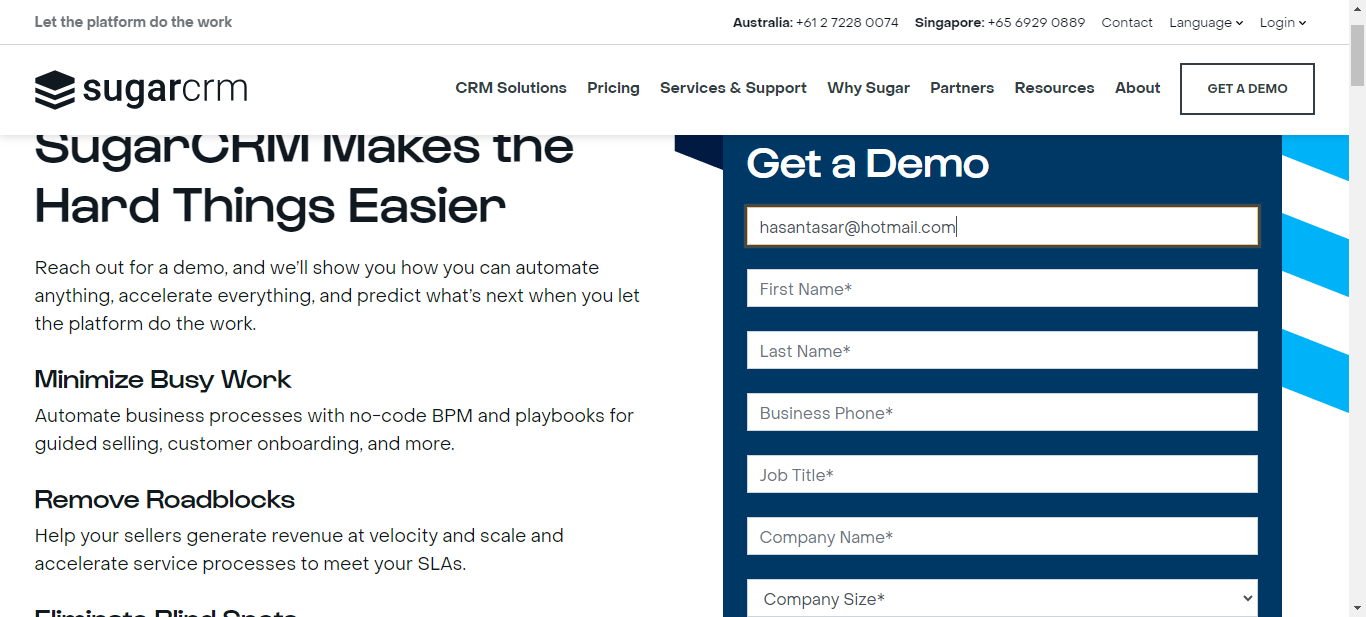 Let the platform do the work
Australia: +61 2 7228 0074 Singapore: +65 6929 0889 Contact Language Login
sugarcrm
CRM Solutions Pricing Services & Support Why Sugar Partners Resources About GET A DEMO
SugarCRM Makes the
Hard Things Easier
Reach out for a demo, and we'll show you how you can automate
anything, accelerate everything, and predict what's next when you let
the platform do the work.
Minimize Busy Work
Automate business processes with no-code BPM and playbooks for
guided selling, customer onboarding, and more.
Remove Roadblocks
Help your sellers generate revenue at velocity and scale and
accelerate service processes to meet your SLAs.
Eliminate Blind Spots
Get a Demo
hasantasar@hotmail.com
First Name*
Last Name*
Business Phone*
Job Title*
Company Name*
Company Size*